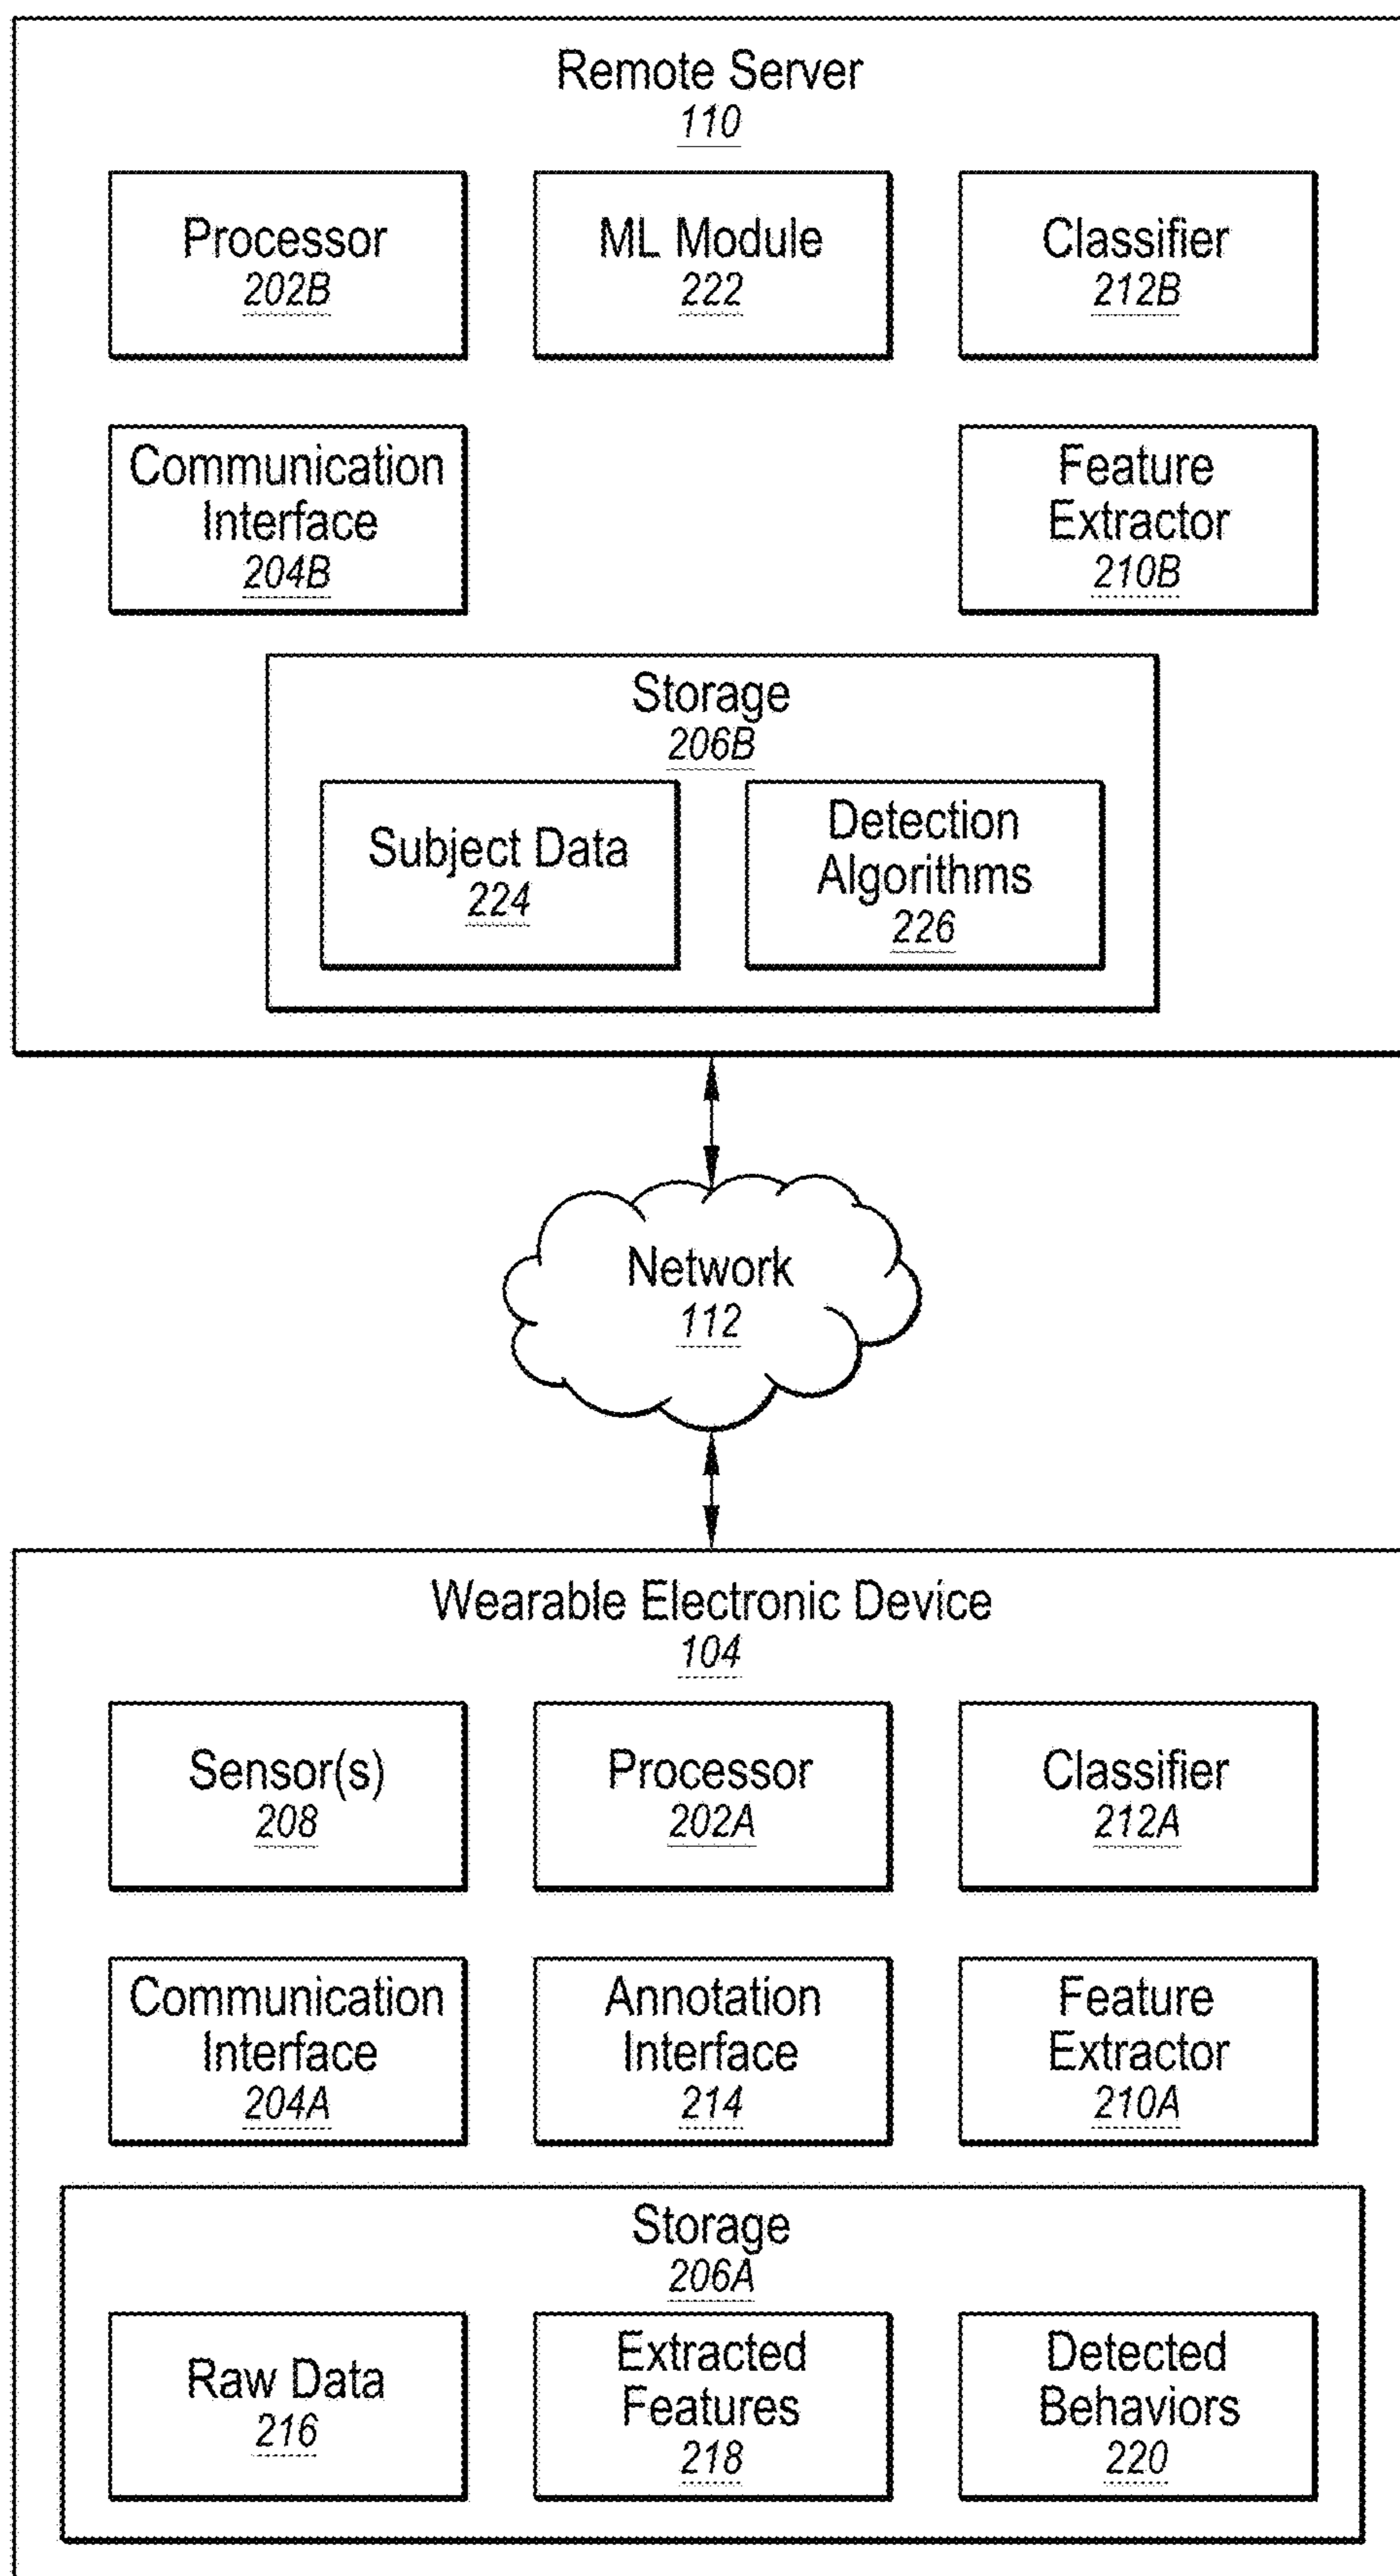 Remote Server
110
Processor
202B
ML Module
222
Classifier
212B
Communication
Interface
204B
Feature
Extractor
210B
Storage
206B
Subject Data
224
Detection
Algorithms
226
Network
112
Wearable Electronic Device
104
Sensor(s)
208
Processor
202A
Classifier
212A
Communication
Interface
204A
Annotation
Interface
214
Feature
Extractor
210A
Storage
206A
Raw Data
216
Extracted
Features
218
Detected
Behaviors
220